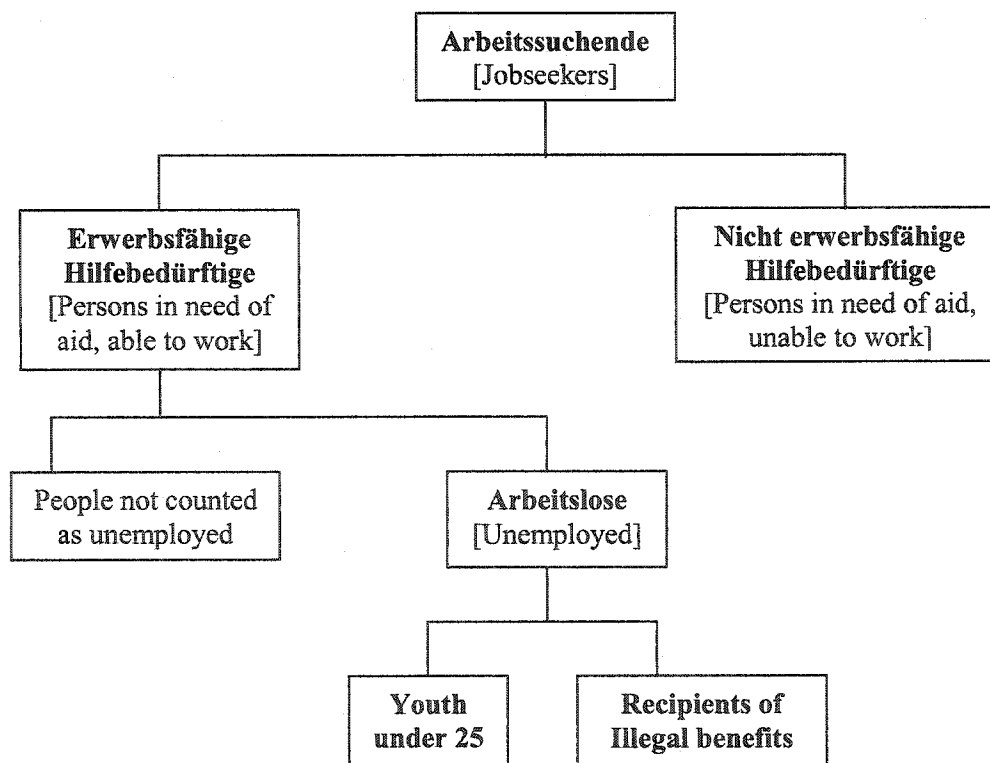 Arbeitssuchende
[Jobseekers]
Erwerbsfähige
Hilfebedürftige
[Persons in need of
aid, able to work]
Nicht erwerbsfähige
Hilfebedürftige
[Persons in need of aid,
unable to work]
People not counted
as unemployed
Arbeitslose
[Unemployed]
Youth
under 25
Recipients of
Illegal benefits